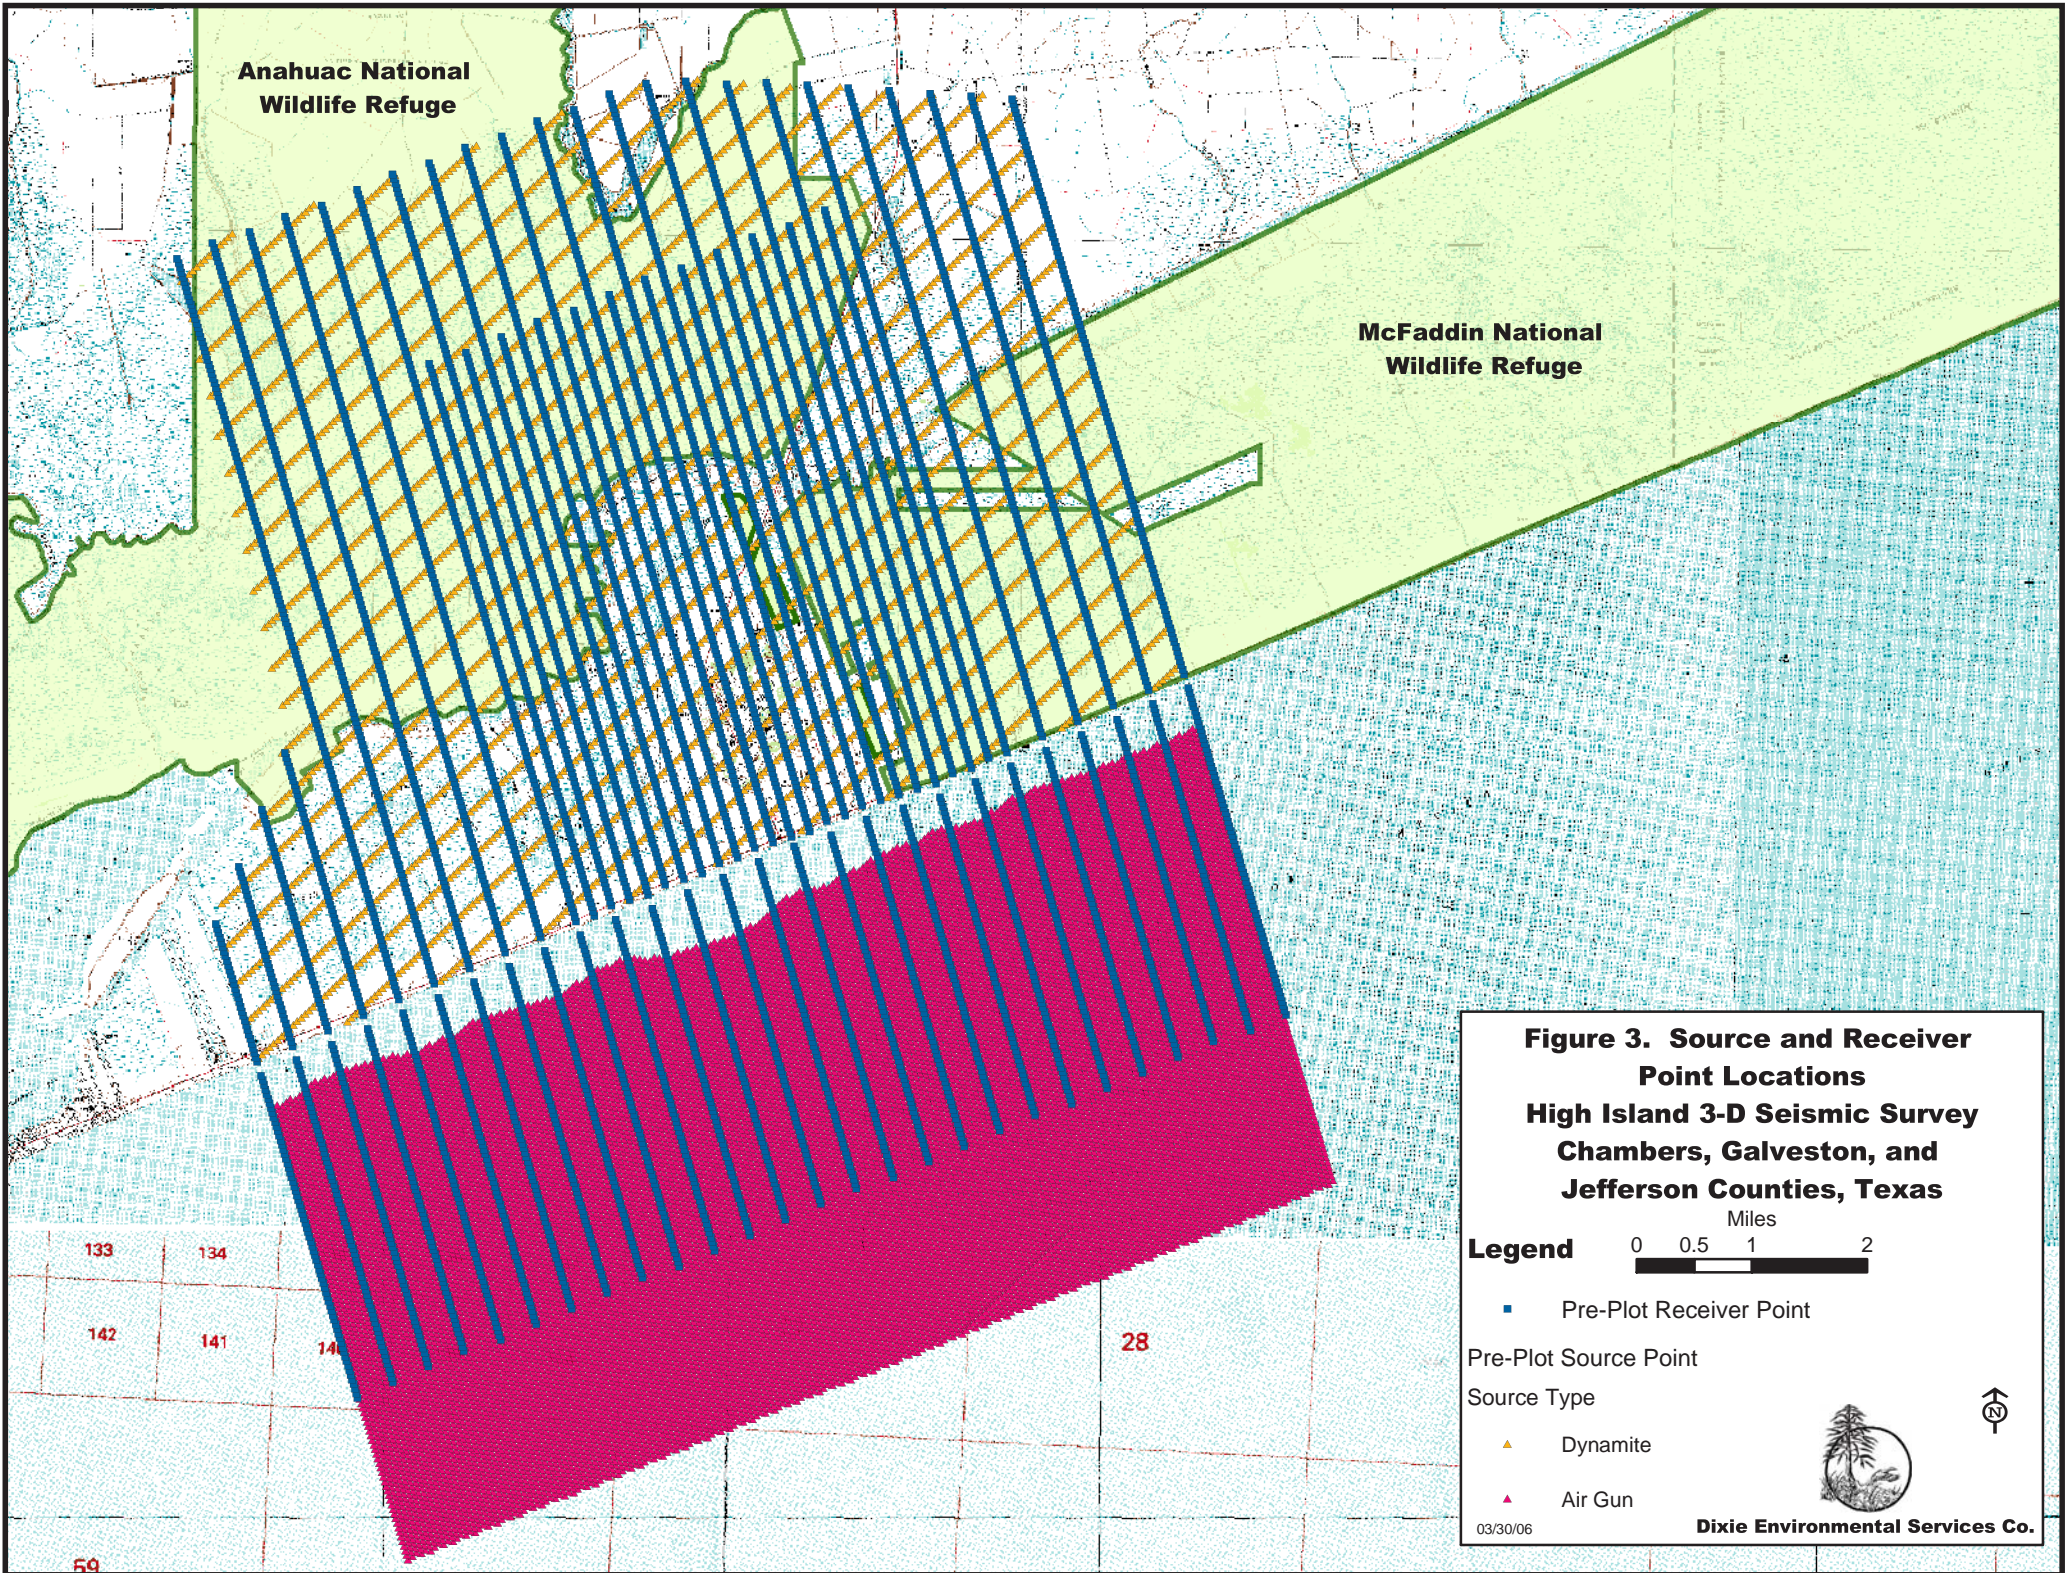 Anahuac National
Wildlife Refuge
McFaddin National
Wildlife Refuge
133
134
142
141
28
59
Figure 3. Source and Receiver
Point Locations
High Island 3-D Seismic Survey
Chambers, Galveston, and
Jefferson Counties, Texas
Miles
Legend
0 0.5 1 2
Pre-Plot Receiver Point
Pre-Plot Source Point
Source Type
Dynamite
N
Air Gun
03/30/06
Dixie Environmental Services Co.